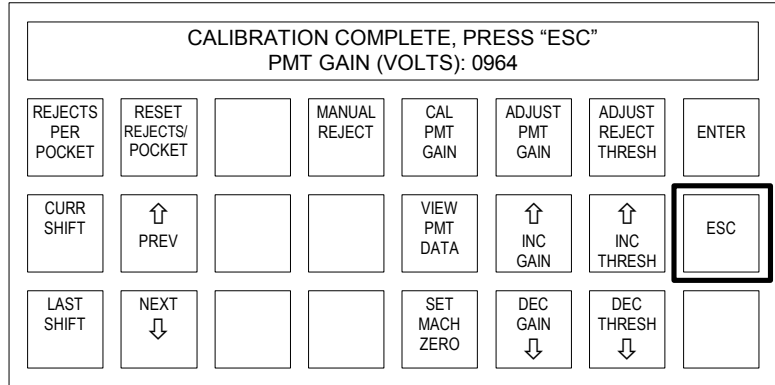 CALIBRATION COMPLETE, PRESS “ESC”
PMT GAIN (VOLTS): 0964
REJECTS
PER
POCKET
RESET
REJECTS/
POCKET
MANUAL
REJECT
CAL
PMT
GAIN
ADJUST
PMT
GAIN
ADJUST
REJECT
THRESH
ENTER
CURR
SHIFT
PREV
VIEW
PMT
DATA
INC
GAIN
INC
THRESH
ESC
LAST
SHIFT
NEXT
SET
MACH
ZERO
DEC
GAIN
DEC
THRESH